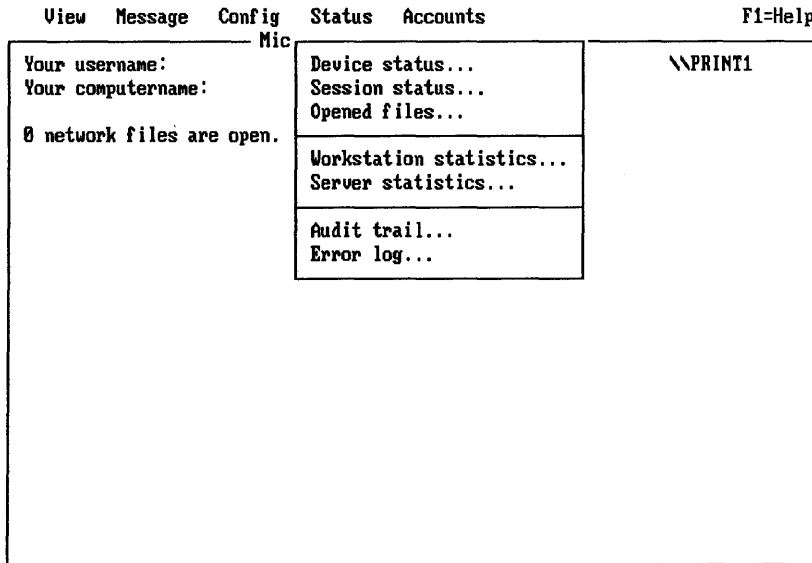 View Message Config Status Accounts F1=Help
Mic
Your username: Device status... \\PRINT1
Your computername: Session status...
Opened files...
0 network files are open.
Workstation statistics...
Server statistics...
Audit trail...
Error log...